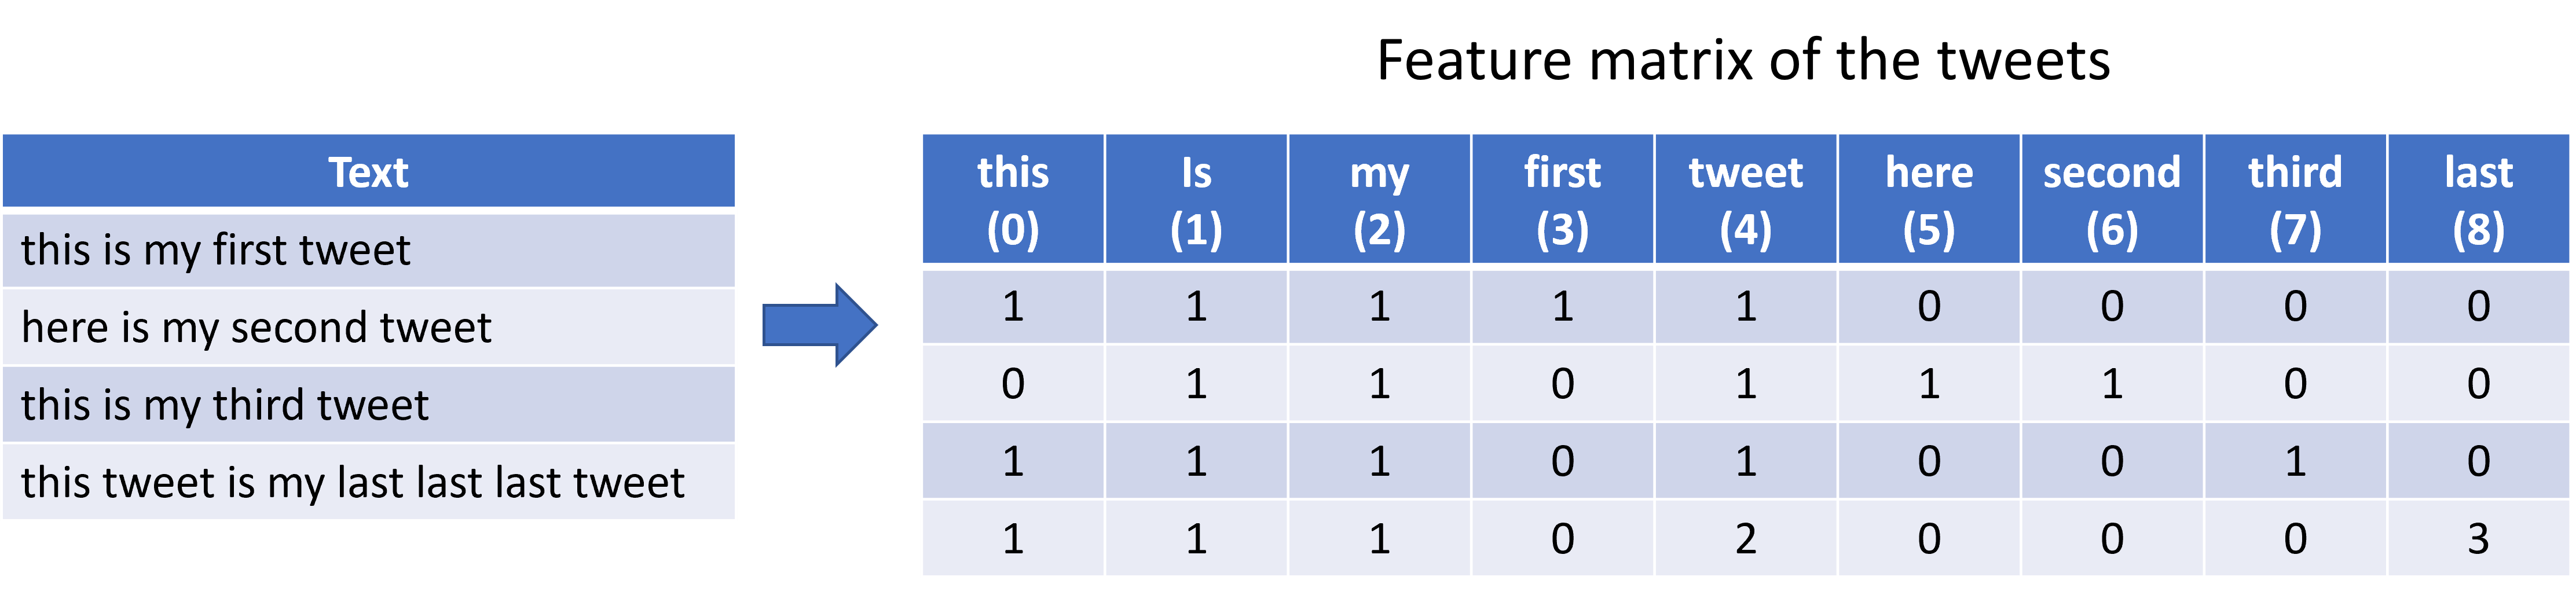 Feature matrix of the tweets
Text
this is my first tweet
here is my second tweet
this is my third tweet
this tweet is my last last last tweet
this Is my first tweet here second third last
(0) (1) (2) (3) (4) (5) (6) (7) (8)
1 1 1 1 1 0 0 0 0
0 1 1 0 1 1 1 0 0
1 1 1 0 1 0 0 1 0
1 1 1 0 2 0 0 0 3